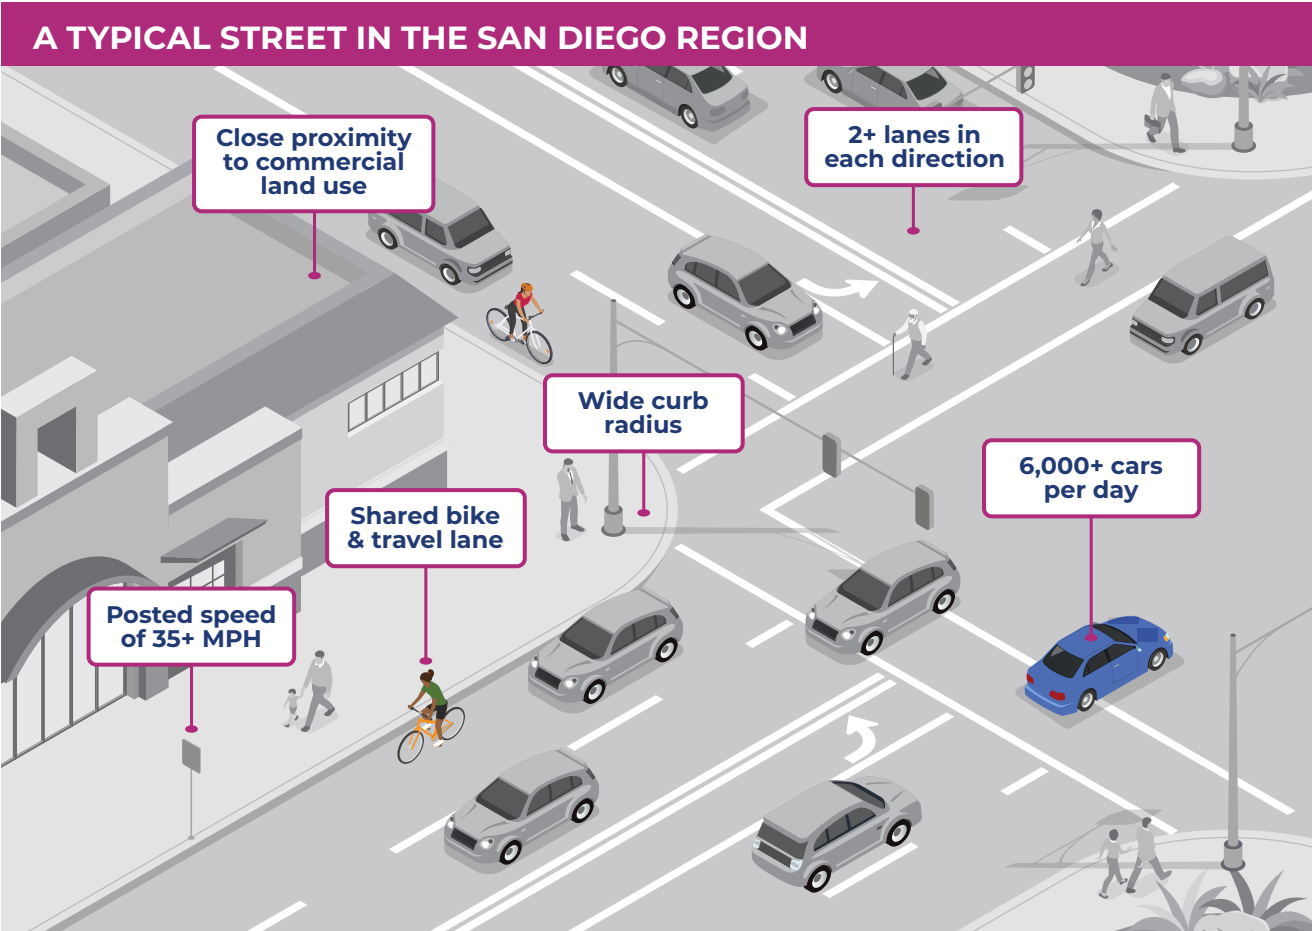 A TYPICAL STREET IN THE SAN DIEGO REGION
Close proximity
to commercial
land use
2+ lanes in
each direction
Wide curb
radius
6,000+ cars
per day
Shared bike
& travel lane
Posted speed
of 35+ MPH